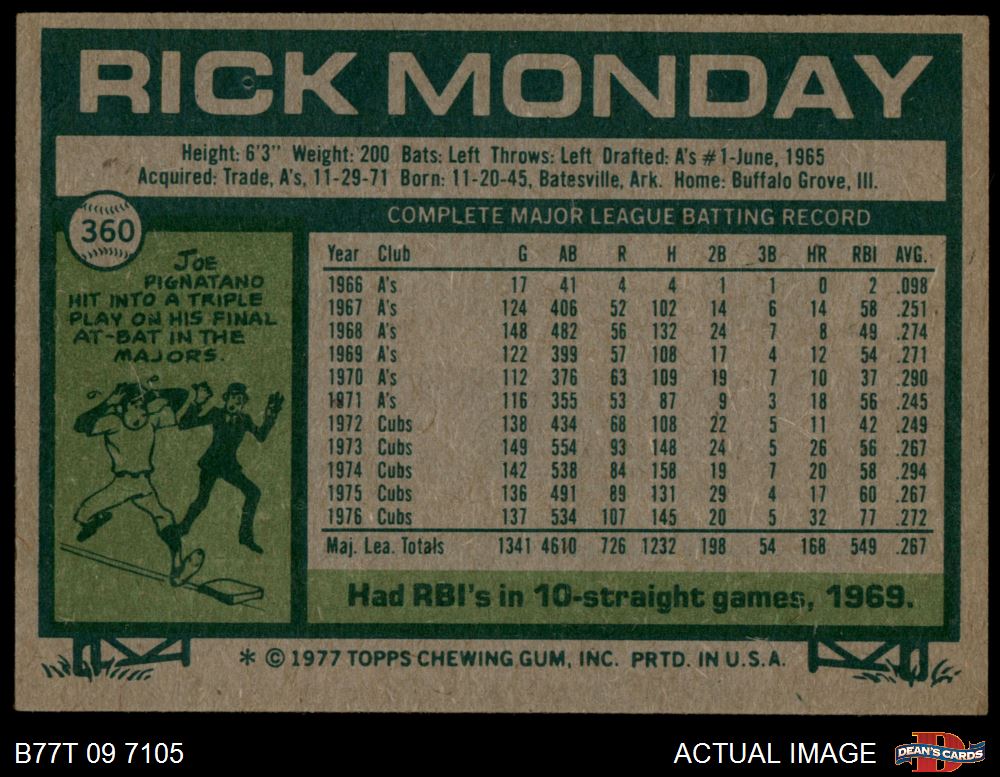 RICK MONDAY
Height: 6'3" Weight: 200 Bats: Left Throws: Left Drafted: A's #1-June, 1965
Acquired: Trade, A's, 11-29-71 Born: 11-20-45, Batesville, Ark. Home: Buffalo Grove, Ill.
360
JOE
PIGNATANO
HIT INTO A TRIPLE
PLAY ON HIS FINAL
AT-BAT IN THE
MAJORS.
COMPLETE MAJOR LEAGUE BATTING RECORD
Year Club G AB R H 2B 3B HR RBI AVG.
1966 A's 17 41 4 4 1 1 0 2 .098
1967 A's 124 406 52 102 14 6 14 58 .251
1968 A's 148 482 56 132 24 7 8 49 .274
1969 A's 122 399 57 108 17 4 12 54 .271
1970 A's 112 376 63 109 19 7 10 37 .290
1971 A's 116 355 53 87 9 3 18 56 .245
1972 Cubs 138 434 68 108 22 5 11 42 .249
1973 Cubs 149 554 93 148 24 5 26 56 .267
1974 Cubs 142 538 84 158 19 7 20 58 .294
1975 Cubs 136 491 89 131 29 4 17 60 .267
1976 Cubs 137 534 107 145 20 5 32 77 .272
Maj. Lea. Totals 1341 4610 726 1232 198 54 168 549 .267
Had RBI's in 10-straight games, 1969.
* © 1977 TOPPS CHEWING GUM, INC. PRTD. IN U.S.A.
B77T 09 7105
ACTUAL IMAGE
D
DEAN'S CARDS